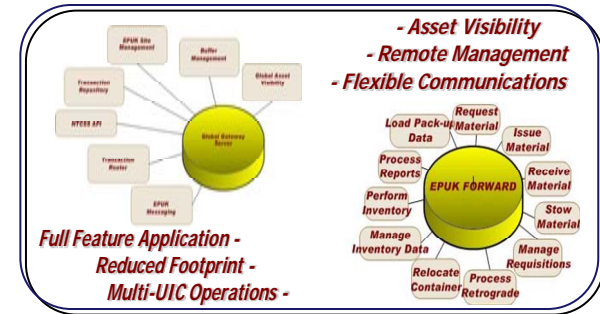 - Asset Visibility
- Remote Management
- Flexible Communications
EPUK Site
Management
Buffer
Management
Global Asset
Visibility
Transaction
Repository
NTCSS API
Transaction
Router
EPUK
Messaging
Global Gateway
Server
Request
Material
Issue
Material
Receive
Material
Stow
Material
Manage
Requisitions
Process
Retrograde
Relocate
Container
Manage
Inventory Data
Perform
Inventory
Process
Reports
Load Pack-up
Data
EPUK FORWARD
Full Feature Application -
Reduced Footprint -
Multi-UIC Operations -